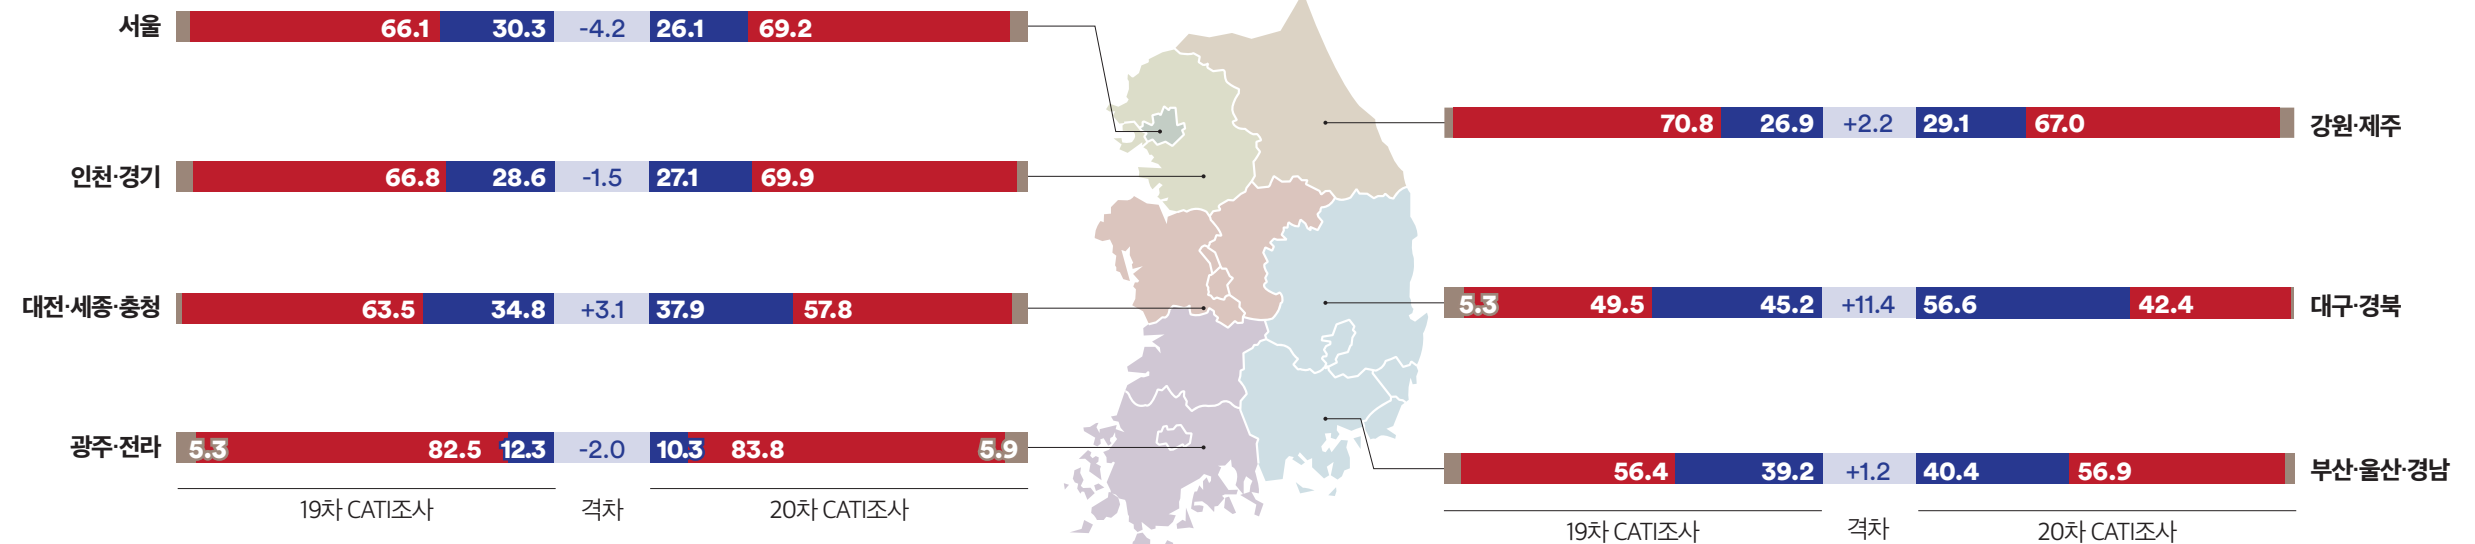 서울 66.1 30.3 -4.2 26.1 69.2
인천·경기 66.8 28.6 -1.5 27.1 69.9
대전·세종·충청 63.5 34.8 +3.1 37.9 57.8
광주·전라 5.3 82.5 12.3 -2.0 10.3 83.8 5.9
19차 CATI조사 격차 20차 CATI조사
70.8 26.9 +2.2 29.1 67.0 강원·제주
5.3 49.5 45.2 +11.4 56.6 42.4 대구·경북
56.4 39.2 +1.2 40.4 56.9 부산·울산·경남
19차 CATI조사 격차 20차 CATI조사